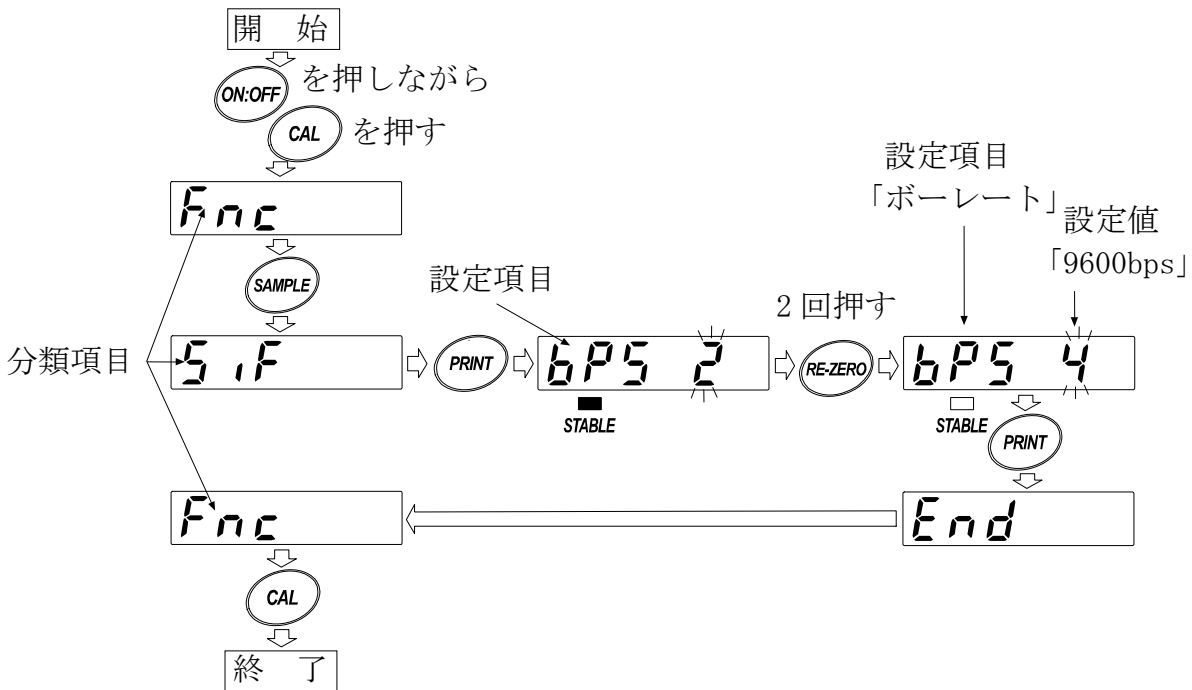 開 始
ON:OFF を押しながら
CAL を押す
Fnc
SAMPLE
設定項目
「ボーレート」
設定値
「9600bps」
設定項目
2回押す
分類項目
SiF
PRINT
bPS 2
STABLE
RE-ZERO
bPS 4
STABLE
PRINT
Fnc
End
CAL
終 了